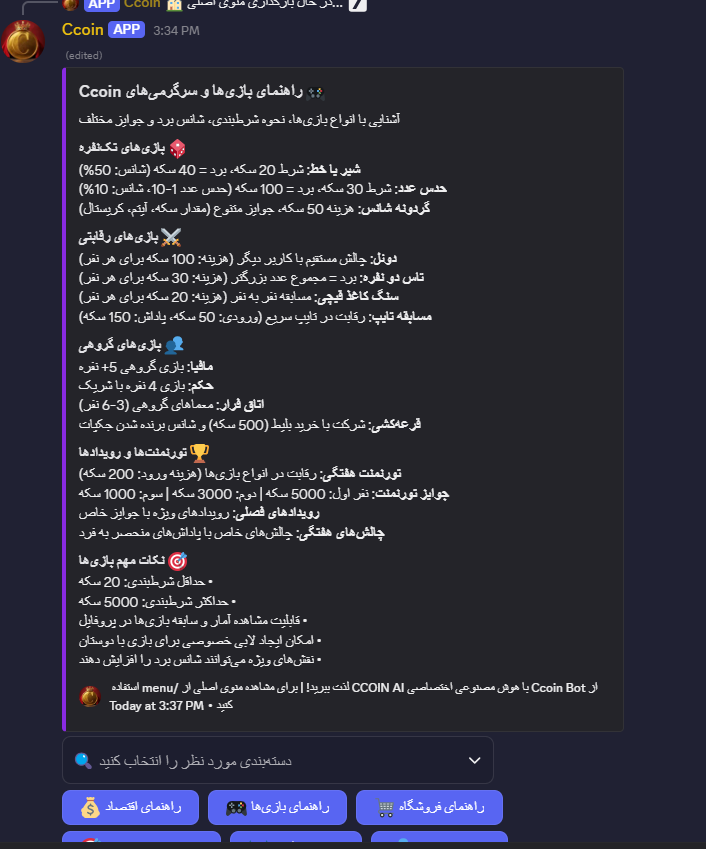 در حال بارگذاری منوی اصلی... Ccoin APP
Ccoin APP 3:34 PM
(edited)
راهنمای بازی‌ها و سرگرمی‌های Ccoin
آشنایی با انواع بازی‌ها، نحوه شرط‌بندی، شانس برد و جوایز مختلف
بازی‌های تک‌نفره
شیر یا خط: شرط 20 سکه، برد = 40 سکه (شانس: 50%)
حدس عدد: شرط 30 سکه، برد = 100 سکه (حدس عدد 1-10، شانس: 10%)
گردونه شانس: هزینه 50 سکه، جوایز متنوع (مقدار سکه، آیتم، کریستال)
بازی‌های رقابتی
دوئل: چالش مستقیم با کاربر دیگر (هزینه: 100 سکه برای هر نفر)
تاس دو نفره: برد = مجموع عدد بزرگتر (هزینه: 30 سکه برای هر نفر)
سنگ کاغذ قیچی: مسابقه نفر به نفر (هزینه: 20 سکه برای هر نفر)
مسابقه تایپ: رقابت در تایپ سریع (ورودی: 50 سکه، پاداش: 150 سکه)
بازی‌های گروهی
مافیا: بازی گروهی 5+ نفره
حکم: بازی 4 نفره با شریک
اتاق فرار: معماهای گروهی (3-6 نفر)
قرعه‌کشی: شرکت با خرید بلیط (500 سکه) و شانس برنده شدن جکپات
تورنمنت‌ها و رویدادها
تورنمنت هفتگی: رقابت در انواع بازی‌ها (هزینه ورود: 200 سکه)
جوایز تورنمنت: نفر اول: 5000 سکه | دوم: 3000 سکه | سوم: 1000 سکه
رویدادهای فصلی: رویدادهای ویژه با جوایز خاص
چالش‌های هفتگی: چالش‌های خاص با پاداش‌های منحصر به فرد
نکات مهم بازی‌ها
• حداقل شرط‌بندی: 20 سکه
• حداکثر شرط‌بندی: 5000 سکه
• قابلیت مشاهده آمار و سابقه بازی‌ها در پروفایل
• امکان ایجاد لابی خصوصی برای بازی با دوستان
• نقش‌های ویژه می‌توانند شانس برد را افزایش دهند
از Ccoin Bot با هوش مصنوعی اختصاصی CCOIN AI لذت ببرید! | برای مشاهده منوی اصلی از /menu استفاده
کنید • Today at 3:37 PM
دسته‌بندی مورد نظر را انتخاب کنید
راهنمای اقتصاد
راهنمای بازی‌ها
راهنمای فروشگاه